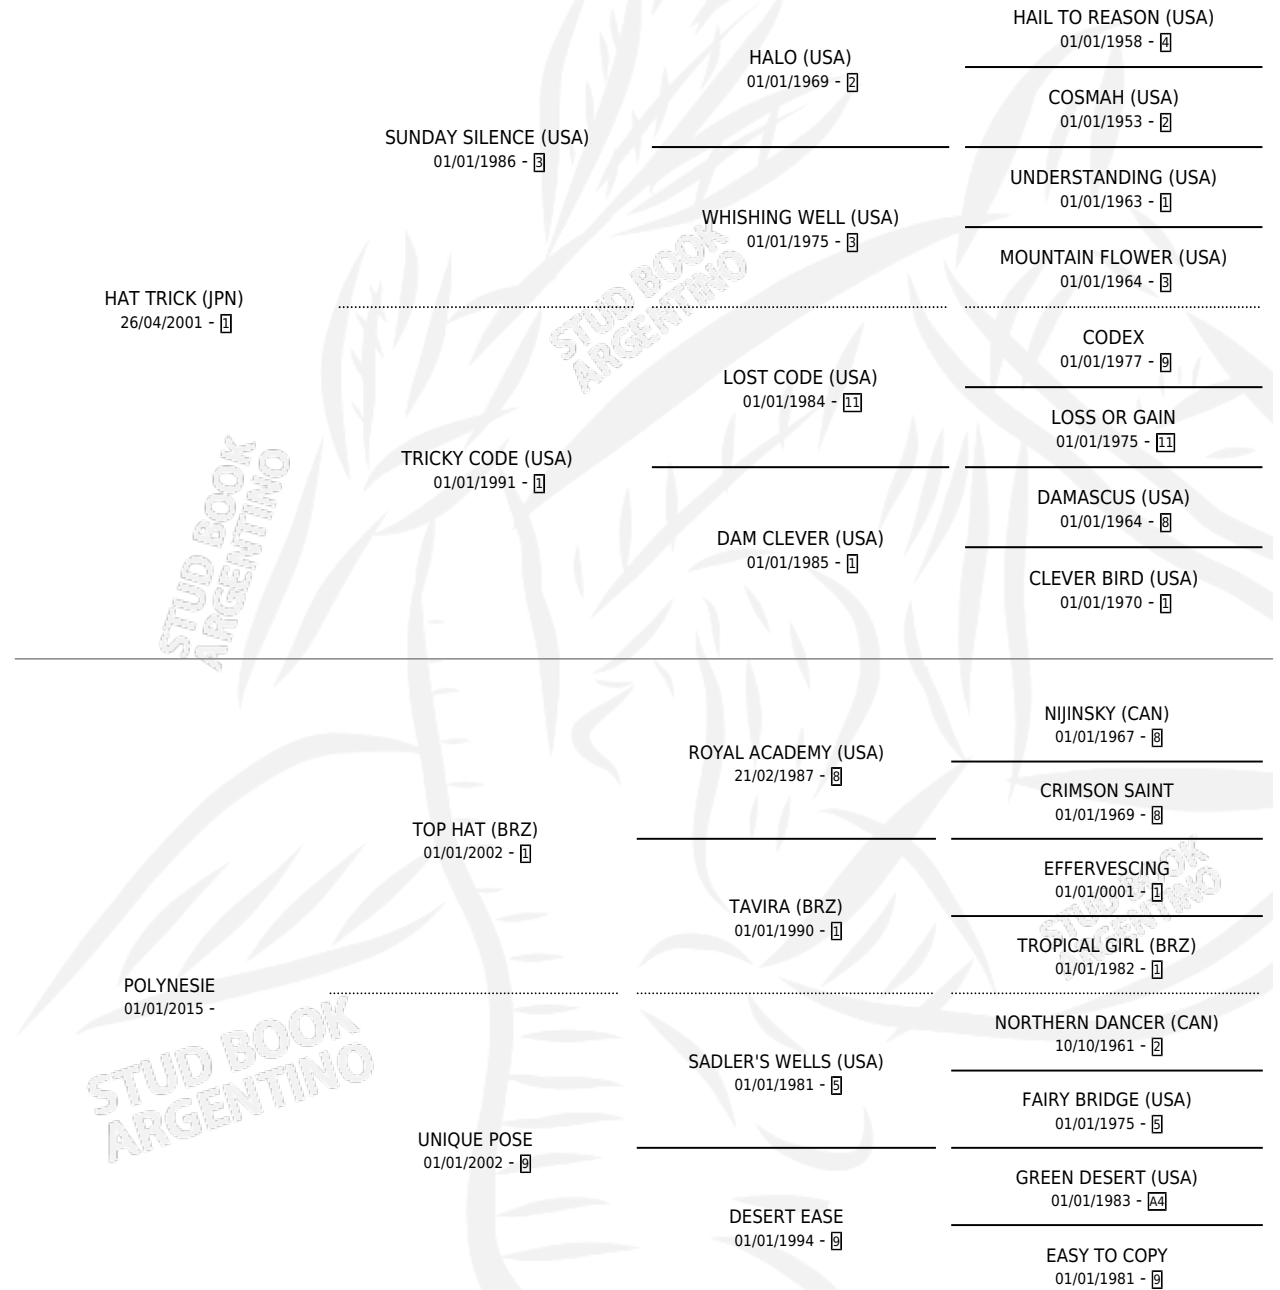 HAIL TO REASON (USA)
01/01/1958 - 4
HALO (USA)
01/01/1969 - 2
COSMAH (USA)
01/01/1953 - 2
SUNDAY SILENCE (USA)
01/01/1986 - 3
UNDERSTANDING (USA)
01/01/1963 - 1
WHISHING WELL (USA)
01/01/1975 - 3
MOUNTAIN FLOWER (USA)
01/01/1964 - 3
HAT TRICK (JPN)
26/04/2001 - 1
STUD BOOK
ARGENTINO
CODEX
01/01/1977 - 9
LOST CODE (USA)
01/01/1984 - 11
LOSS OR GAIN
01/01/1975 - 11
TRICKY CODE (USA)
01/01/1991 - 1
DAMASCUS (USA)
01/01/1964 - 8
DAM CLEVER (USA)
01/01/1985 - 1
CLEVER BIRD (USA)
01/01/1970 - 1
STUD BOOK
ARGENTINO
NIJINSKY (CAN)
01/01/1967 - 8
ROYAL ACADEMY (USA)
21/02/1987 - 8
CRIMSON SAINT
01/01/1969 - 8
TOP HAT (BRZ)
01/01/2002 - 1
EFFERVESCING
01/01/0001 - 1
TAVIRA (BRZ)
01/01/1990 - 1
TROPICAL GIRL (BRZ)
01/01/1982 - 1
STUD BOOK
ARGENTINO
POLYNESIE
01/01/2015 -
NORTHERN DANCER (CAN)
10/10/1961 - 2
SADLER'S WELLS (USA)
01/01/1981 - 5
FAIRY BRIDGE (USA)
01/01/1975 - 5
STUD BOOK
ARGENTINO
UNIQUE POSE
01/01/2002 - 9
GREEN DESERT (USA)
01/01/1983 - A4
DESERT EASE
01/01/1994 - 9
EASY TO COPY
01/01/1981 - 9